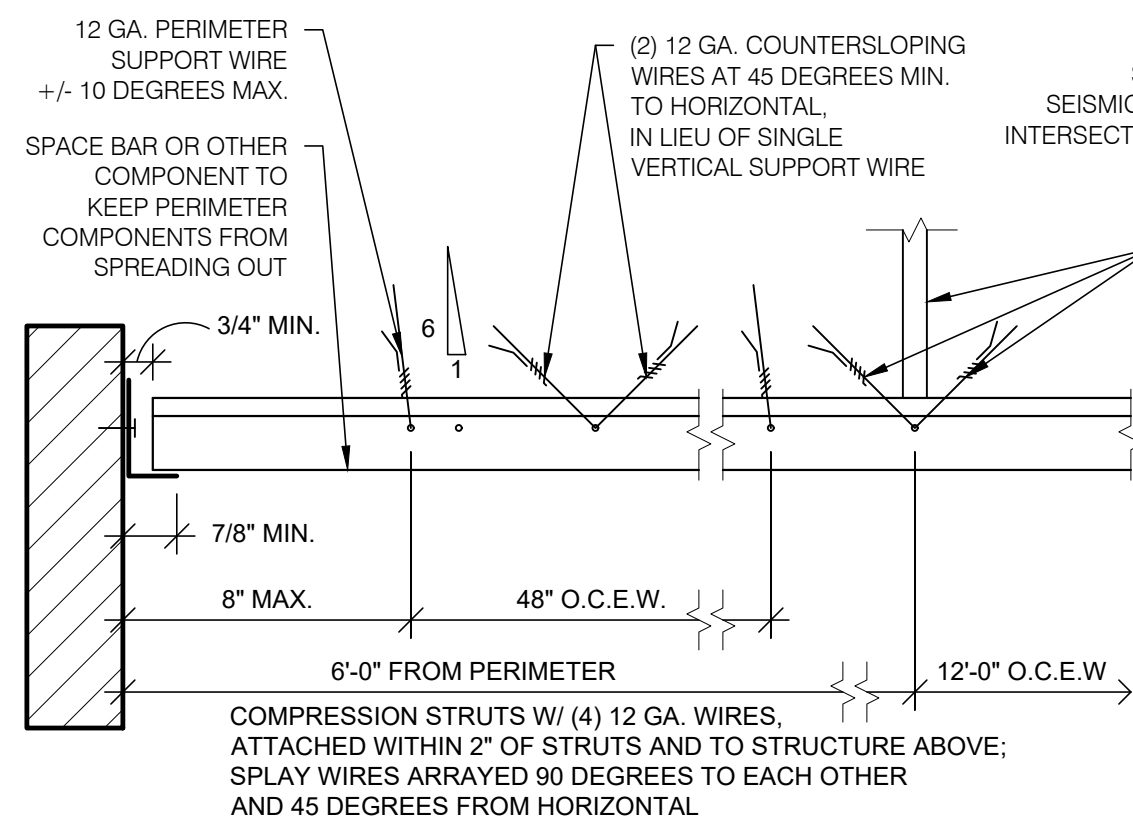 12 GA. PERIMETER
SUPPORT WIRE
+/- 10 DEGREES MAX.
SPACE BAR OR OTHER
COMPONENT TO
KEEP PERIMETER
COMPONENTS FROM
SPREADING OUT
(2) 12 GA. COUNTERSLOPING
WIRES AT 45 DEGREES MIN.
TO HORIZONTAL,
IN LIEU OF SINGLE
VERTICAL SUPPORT WIRE
SEISMIC
INTERSECT
3/4" MIN.
6
1
7/8" MIN.
8" MAX.
48" O.C.E.W.
6'-0" FROM PERIMETER
12'-0" O.C.E.W
COMPRESSION STRUTS W/ (4) 12 GA. WIRES,
ATTACHED WITHIN 2" OF STRUTS AND TO STRUCTURE ABOVE;
SPLAY WIRES ARRAYED 90 DEGREES TO EACH OTHER
AND 45 DEGREES FROM HORIZONTAL